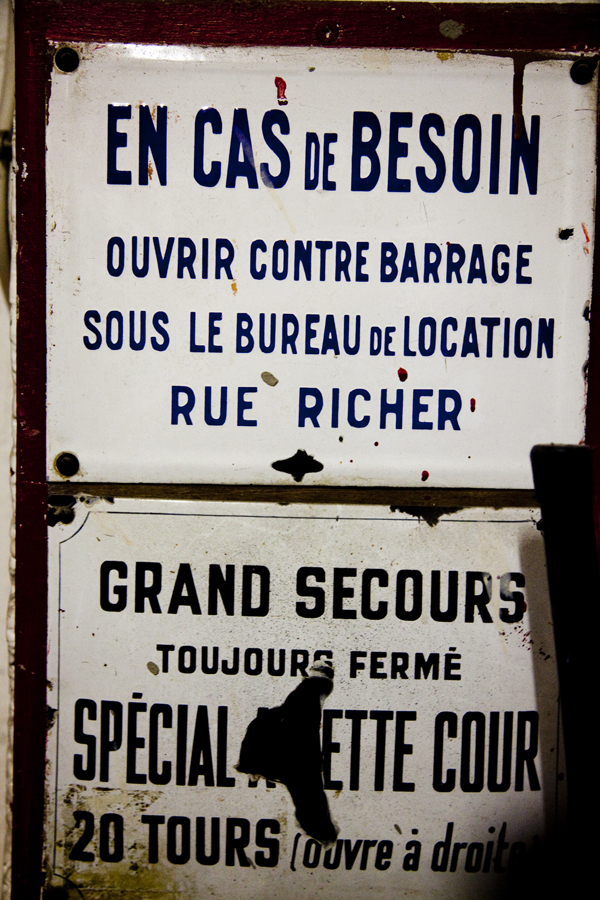 EN CAS DE BESOIN
OUVRIR CONTRE BARRAGE
SOUS LE BUREAU DE LOCATION
RUE RICHER
GRAND SECOURS
TOUJOURS FERMÉ
SPÉCIAL COUR
20 TOURS (ouvre à droite